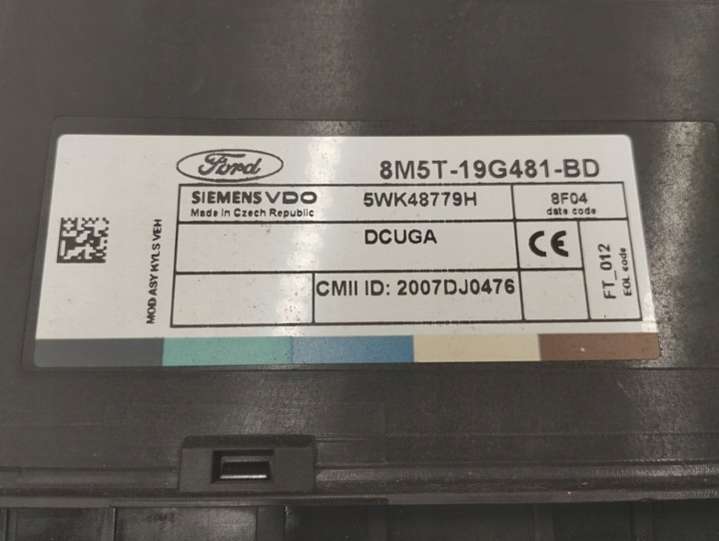 Ford
8M5T-19G481-BD
SIEMENS VDO
Made in Czech Republic
5WK48779H
8F04
date code
DCUGA
CE
CMII ID: 2007DJ0476
FT_012
EOL code
MOD ASY KYLS VEH